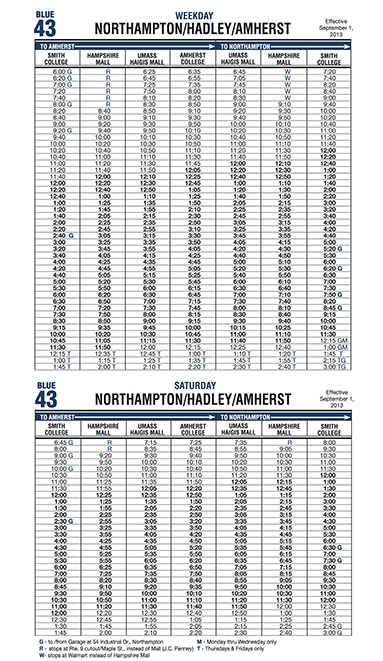 BLUE
43
WEEKDAY
NORTHAMPTON/HADLEY/AMHERST
Effective
September 1,
2013
TO AMHERST TO NORTHAMPTON
SMITH COLLEGE HAMPSHIRE MALL UMASS HAIGIS MALL AMHERST COLLEGE UMASS HAIGIS MALL HAMPSHIRE MALL SMITH COLLEGE
6:00 G R 6:25 6:35 6:45 W 7:20
6:20 G R 6:45 6:55 7:05 W 7:40
7:00 G R 7:25 7:35 7:45 W 8:20
7:20 R 7:50 8:00 8:10 W 8:40
7:40 R 8:10 8:20 8:30 W 9:00
8:00 G R 8:30 8:50 9:00 9:10 9:40
8:20 8:40 8:50 9:10 9:20 9:30 10:00
8:40 9:00 9:10 9:30 9:40 9:50 10:20
9:00 9:20 9:30 9:50 10:00 10:10 10:40
9:20 G 9:40 9:50 10:10 10:20 10:30 11:00
9:40 10:00 10:10 10:30 10:40 10:50 11:20
10:00 10:20 10:30 10:50 11:00 11:10 11:40
10:20 10:40 10:50 11:10 11:20 11:30 12:00
10:40 11:00 11:10 11:30 11:40 11:50 12:20
11:00 11:20 11:30 11:45 12:00 12:10 12:40
11:20 11:40 11:50 12:05 12:20 12:30 1:00
11:40 12:00 12:10 12:25 12:40 12:50 1:20
12:00 12:20 12:30 12:45 1:00 1:10 1:40
12:20 12:40 12:50 1:05 1:20 1:30 2:00
12:40 1:00 1:10 1:25 1:40 1:50
1:00 1:25 1:35 1:50 2:05 2:15 3:00
1:20 1:45 1:55 2:10 2:25 2:35 3:20
1:40 2:05 2:15 2:30 2:45 2:55 3:40
2:00 2:25 2:35 2:50 3:05 3:15 4:00
2:20 2:45 2:55 3:10 3:25 3:35 4:20
2:40 G 3:05 3:15 3:30 3:45 3:55 4:40
3:00 3:25 3:35 3:50 4:05 4:15 5:00
3:20 3:45 3:55 4:05 4:20 4:30 5:20 G
3:40 4:05 4:15 4:25 4:40 4:50 5:40
4:00 4:25 4:35 4:45 5:00 5:10 6:00
4:20 4:45 4:55 5:05 5:20 5:30 6:20 G
4:40 5:05 5:15 5:25 5:40 5:50 6:30
5:00 5:20 5:30 5:45 6:00 6:10 7:00
5:30 5:50 6:00 6:15 6:30 6:40 7:30
6:00 6:20 6:30 6:45 7:00 7:10 7:50 G
6:30 6:50 7:00 7:15 7:30 7:40 8:20
7:00 7:20 7:30 7:45 8:00 8:10 8:45 G
7:30 7:50 8:00 8:15 8:30 8:40 9:15
8:30 8:50 9:00 9:15 9:30 9:40 10:00
9:15 9:35 9:45 10:00 10:15 10:25 10:45
10:00 10:20 10:30 10:45 11:00 11:10 11:30
10:45 11:05 11:15 11:30 11:40 11:50 12:15 GM
11:30 11:50 12:00 12:15 12:25 12:40 1:00 GM
12:15 T 12:35 T 12:45 T 1:00 T 1:10 T 1:20 T 1:45 T
1:00 T 1:15 T 1:25 T 1:35 T 1:45 T 1:55 T 2:15 TG
1:45 T 2:00 T 2:10 T 2:20 T 2:30 T 2:40 T 3:00 TG
BLUE
43
SATURDAY
NORTHAMPTON/HADLEY/AMHERST
Effective
September 1,
2013
TO AMHERST TO NORTHAMPTON
SMITH COLLEGE HAMPSHIRE MALL UMASS HAIGIS MALL AMHERST COLLEGE UMASS HAIGIS MALL HAMPSHIRE MALL SMITH COLLEGE
6:45 G R 7:15 7:25 7:35 R 8:00
8:00 R 8:35 8:45 8:55 9:05 9:30
9:00 G 9:20 9:30 9:40 9:50 10:00 10:30
9:30 9:50 10:00 10:10 10:20 10:30 11:00
10:00 G 10:20 10:30 10:40 10:50 11:00 11:30
10:30 10:50 11:00 11:10 11:20 11:30 12:00
11:00 11:25 11:35 11:50 12:05 12:15 1:00
11:30 11:55 12:05 12:20 12:35 12:45 1:30
12:00 12:25 12:35 12:50 1:05 1:15 2:00
1:00 1:25 1:35 1:50 2:05 2:15 3:00
1:30 1:55 2:05 2:20 2:35 2:45 3:30
2:00 2:25 2:35 2:50 3:05 3:15 4:00
2:30 G 2:55 3:05 3:20 3:35 3:45 4:30
3:00 3:25 3:35 3:50 4:05 4:15 5:00
3:30 3:55 4:05 4:20 4:35 4:45 5:30
4:00 4:25 4:35 4:50 5:05 5:15 6:00
4:30 4:55 5:05 5:20 5:35 5:45 6:30 G
5:00 5:25 5:35 5:50 6:05 6:15 7:00
5:30 5:55 6:05 6:20 6:35 6:45 7:30 G
6:00 6:25 6:35 6:50 7:05 7:15 8:00
7:00 7:25 7:35 7:50 8:05 8:15 8:45
8:00 8:20 8:30 8:40 8:55 9:05 9:30
9:00 9:20
9:50 10:00
10:30 10:50 11:00 11:10 11:20 11:30 12:00
11:00 11:20 11:30 11:40 11:50 12:00 12:30
12:00 12:20 12:30 12:40 12:50 1:00 1:30
12:30 12:45 12:55 1:05 1:15 1:25 1:45
1:30 1:45 1:55 2:05 2:15 2:25 2:45 G
1:45 2:00 2:10 2:20 2:30 2:40 3:00 G
G - to /from Garage at 54 Industrial Dr., Northampton M - Monday thru Wednesday only
R - stops at Rte. 9 cutout/Maple St., instead of Mall (J.C. Penney) T - Thursdays & Fridays only
W- stops at Walmart instead of Hampshire Mall